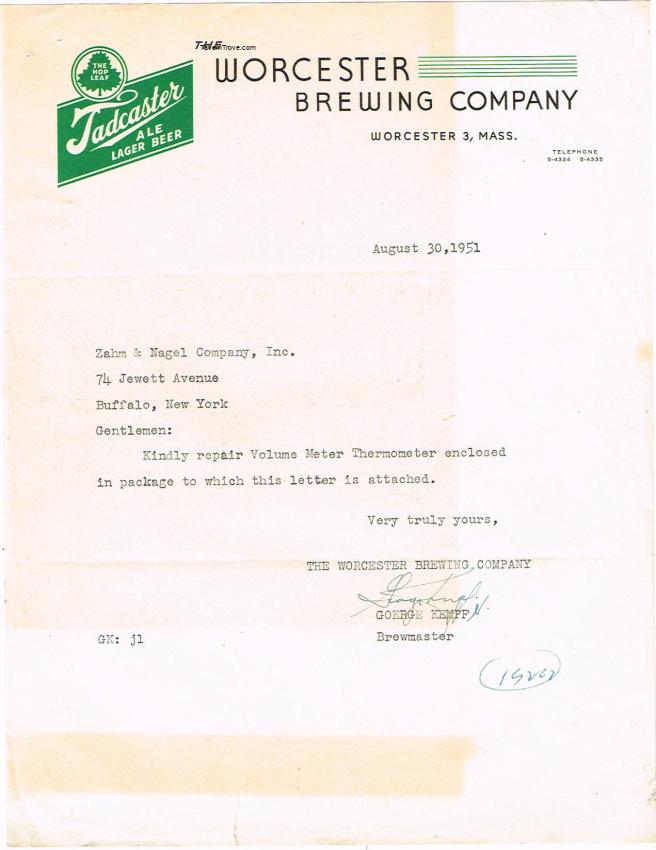 THE HOP LEAF
Tadcaster
ALE
LAGER BEER
THE
WORCESTER
BREWING COMPANY
WORCESTER 3, MASS.
TELEPHONE
5-4334 5-4335
August 30,1951
Zahm & Nagel Company, Inc.
74 Jewett Avenue
Buffalo, New York
Gentlemen:
Kindly repair Volume Meter Thermometer enclosed
in package to which this letter is attached.
Very truly yours,
THE WORCESTER BREWING COMPANY
GOERGE KEMPF
Brewmaster
GK: jl